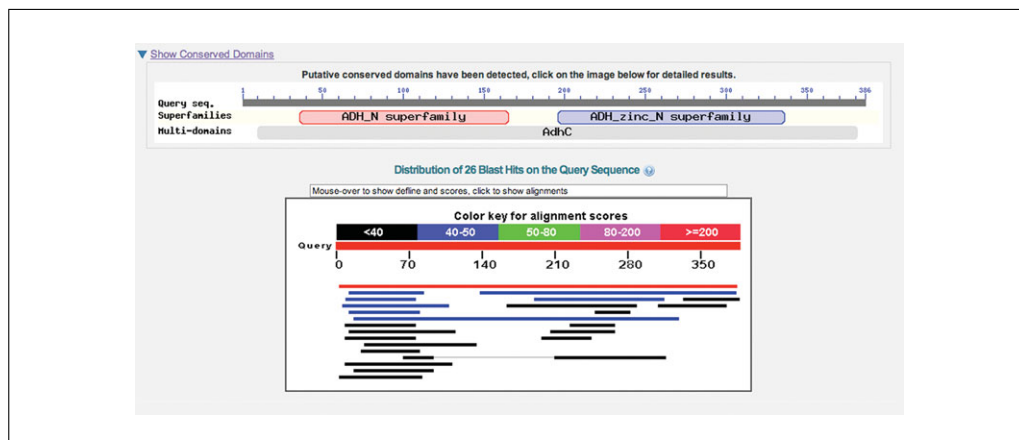 Show Conserved Domains
Putative conserved domains have been detected, click on the image below for detailed results.
1 50 100 150 200 250 300 350 386
Query seq.
Superfamilies ADH_N superfamily ADH_zinc_N superfamily
Multi-domains AdhC
Distribution of 26 Blast Hits on the Query Sequence ?
Mouse-over to show defline and scores, click to show alignments
Color key for alignment scores
<40 40-50 50-80 80-200 >=200
Query
0 70 140 210 280 350